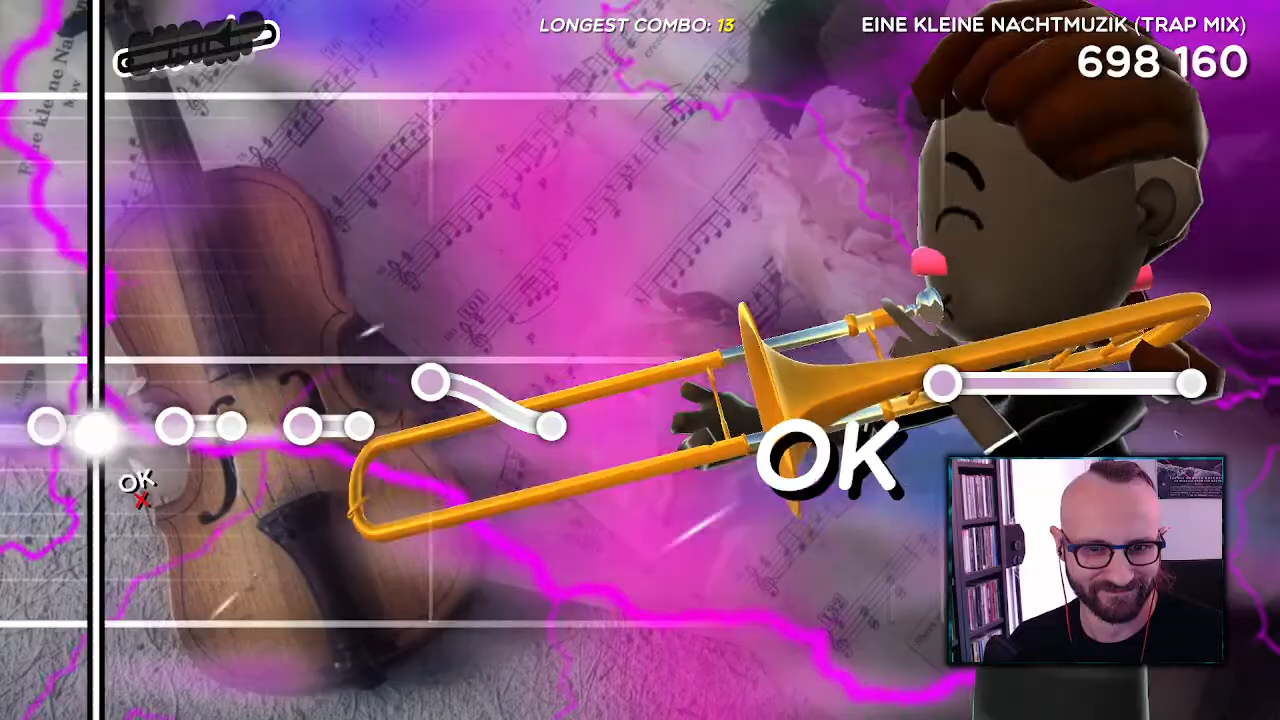 LONGEST COMBO: 13
EINE KLEINE NACHTMUZIK (TRAP MIX)
698 160
OK
X
OK